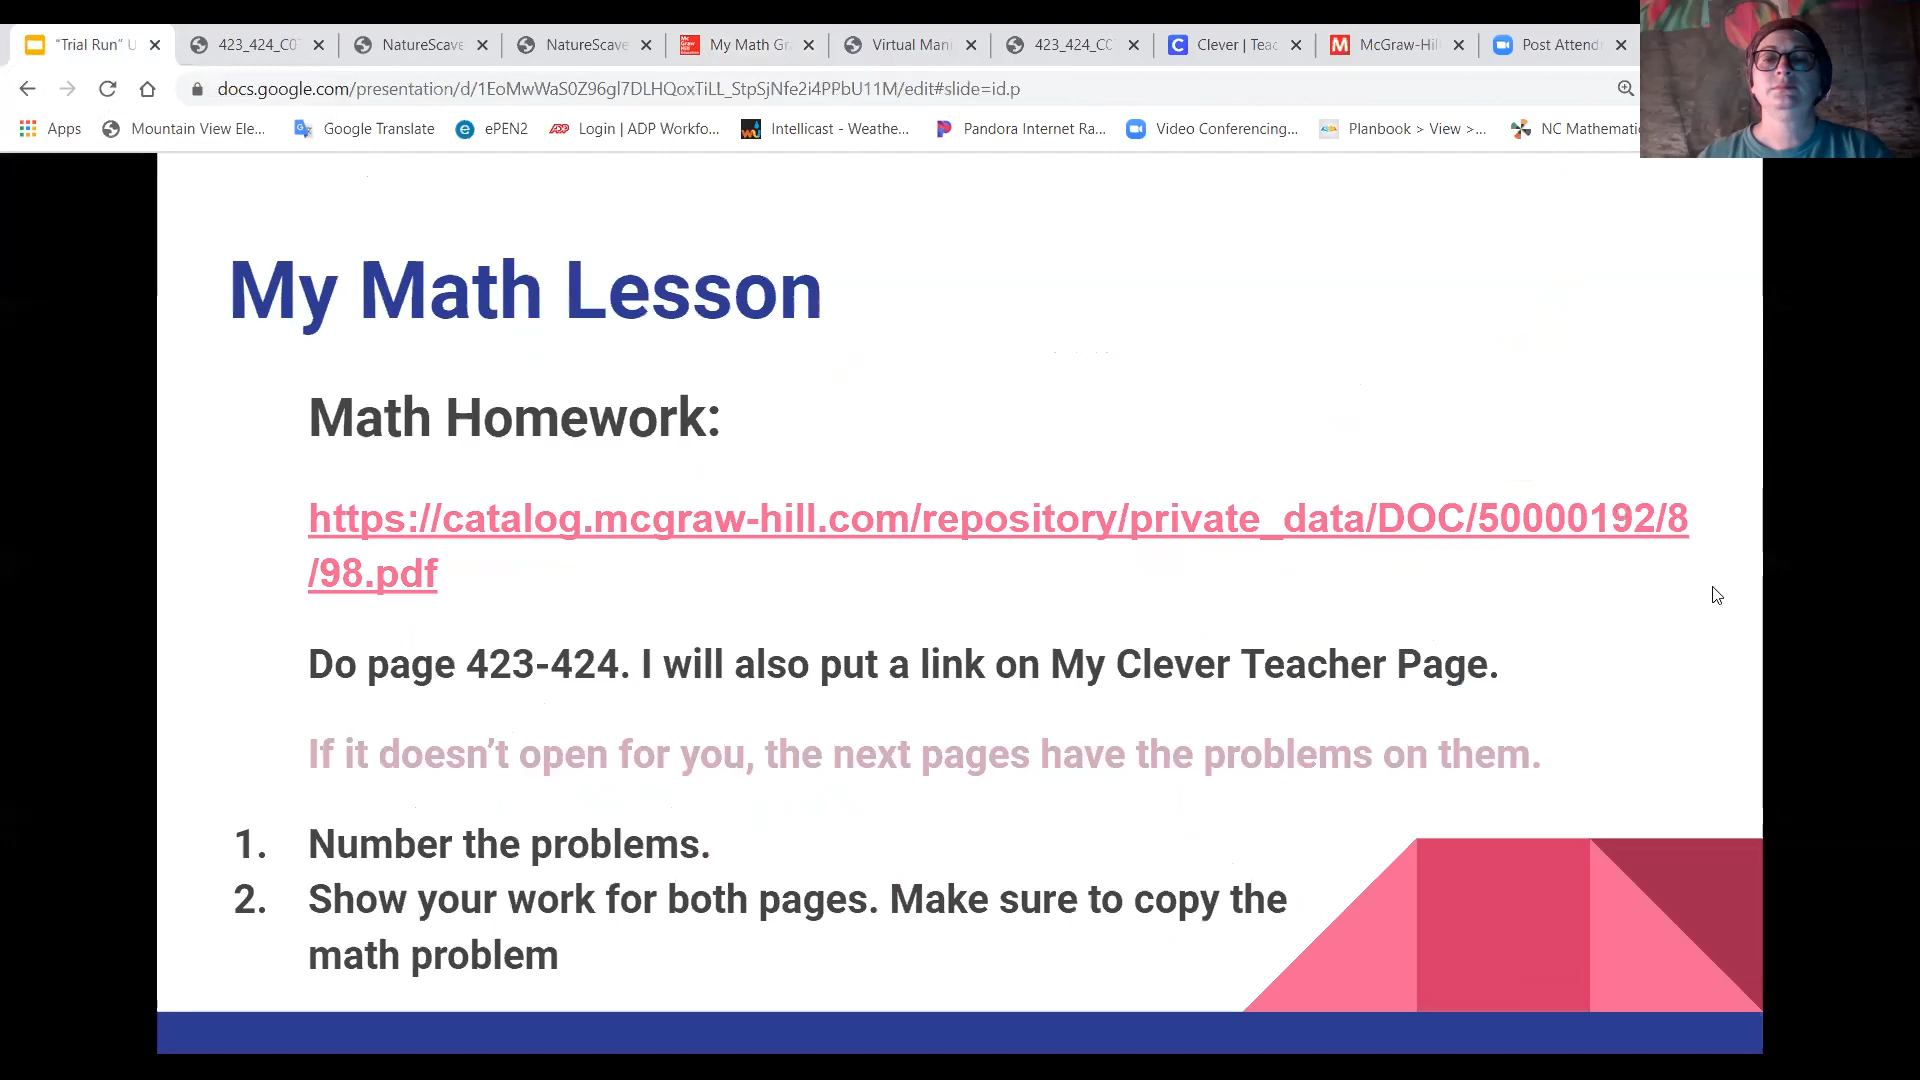 "Trial Run" U
423_424_C0
NatureScave
NatureScave
My Math Gr
Virtual Mani
423_424_C0
Clever | Teac
McGraw-Hil
Post Attend
docs.google.com/presentation/d/1EoMwWaS0Z96gl7DLHQoxTiLL_StpSjNfe2i4PPbU11M/edit#slide=id.p
Apps
Mountain View Ele...
Google Translate
ePEN2
Login | ADP Workfo...
Intellicast - Weathe...
Pandora Internet Ra...
Video Conferencing...
Planbook > View >...
NC Mathemati
My Math Lesson
Math Homework:
https://catalog.mcgraw-hill.com/repository/private_data/DOC/50000192/8
/98.pdf
Do page 423-424. I will also put a link on My Clever Teacher Page.
If it doesn’t open for you, the next pages have the problems on them.
1. Number the problems.
2. Show your work for both pages. Make sure to copy the
math problem